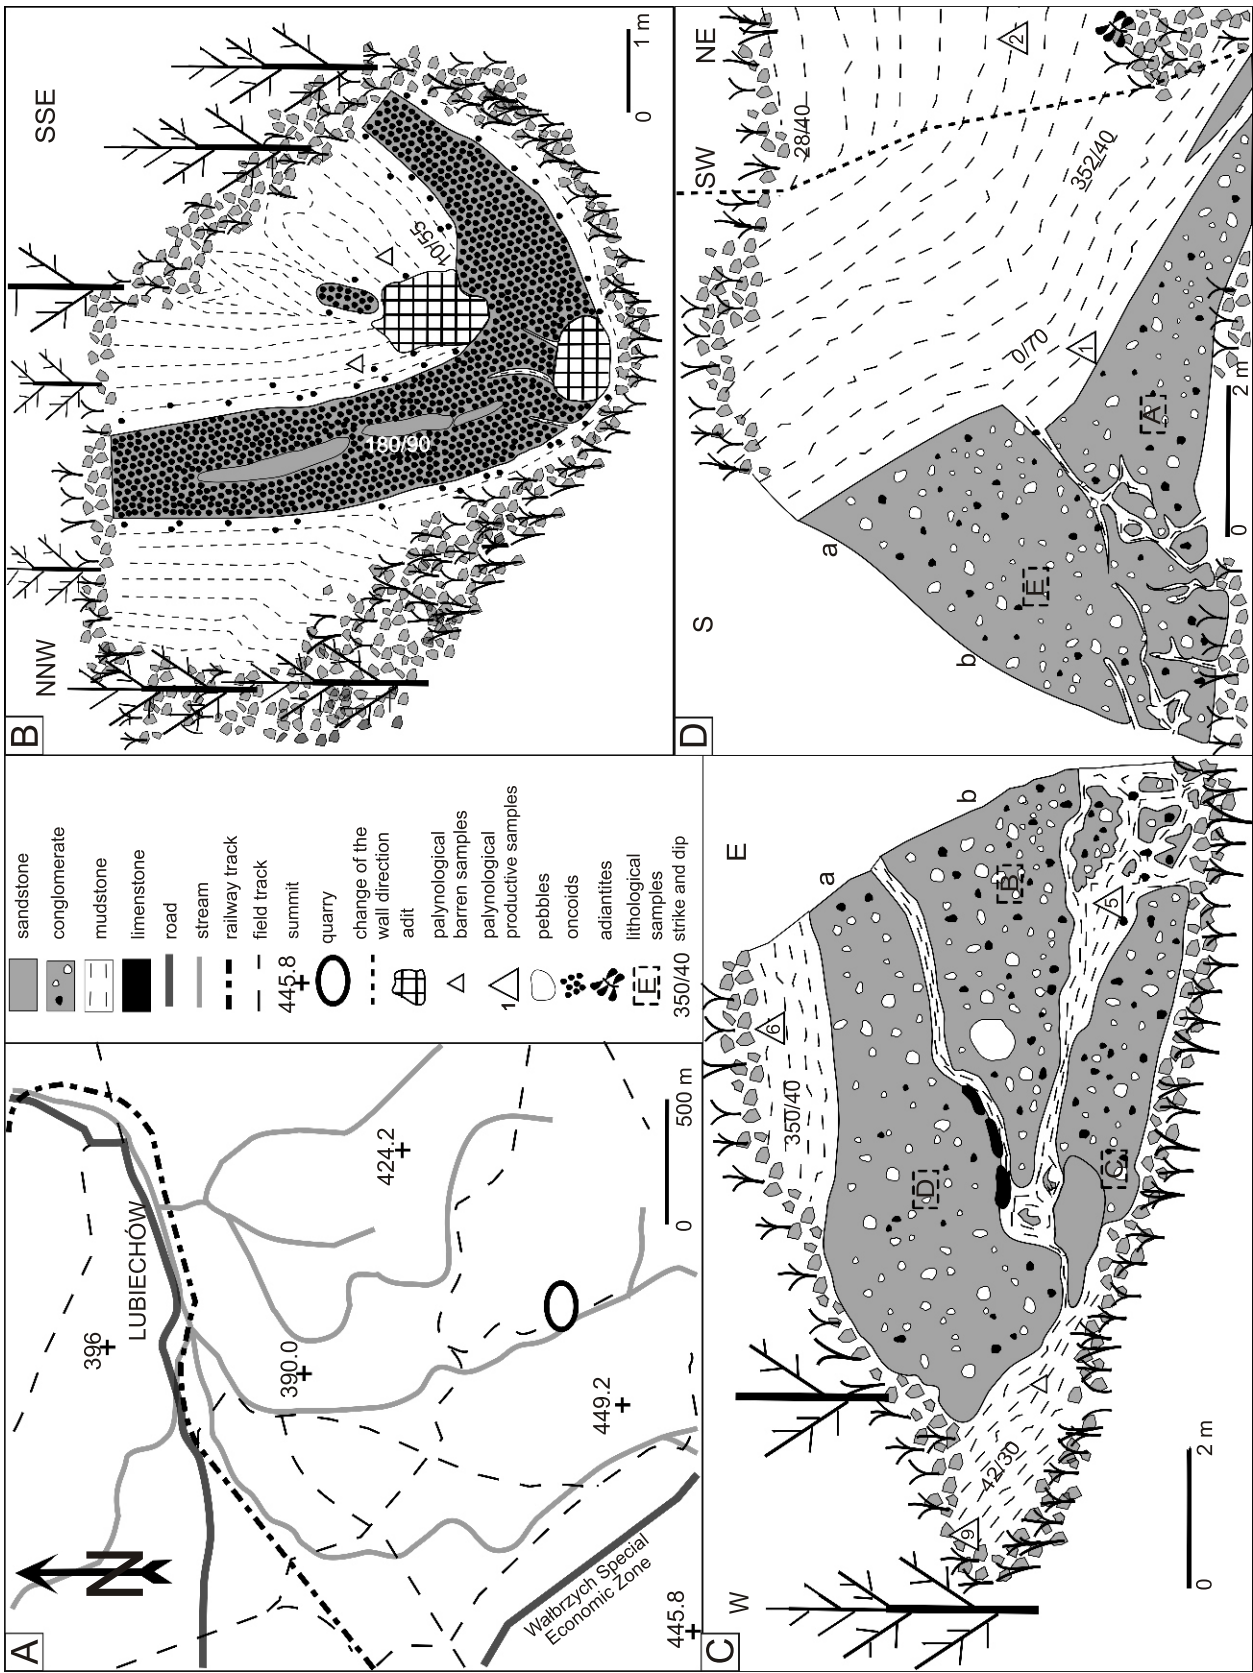 A
N
396
LUBIECHÓW
390.0
424.2
449.2
445.8
Wałbrzych Special
Economic Zone
0
500 m
sandstone
conglomerate
mudstone
limenstone
road
stream
railway track
field track
445.8
summit
quarry
change of the
wall direction
adit
palynological
barren samples
1
palynological
productive samples
pebbles
oncoids
adiantites
E
lithological
samples
350/40
strike and dip
B
NNW
SSE
180/90
10/55
0
1 m
C
W
E
a
b
6
350/40
D
B
5
C
42/30
9
0
2 m
D
S
SW
NE
a
b
28/40
2
352/40
0/70
1
E
A
0
2 m